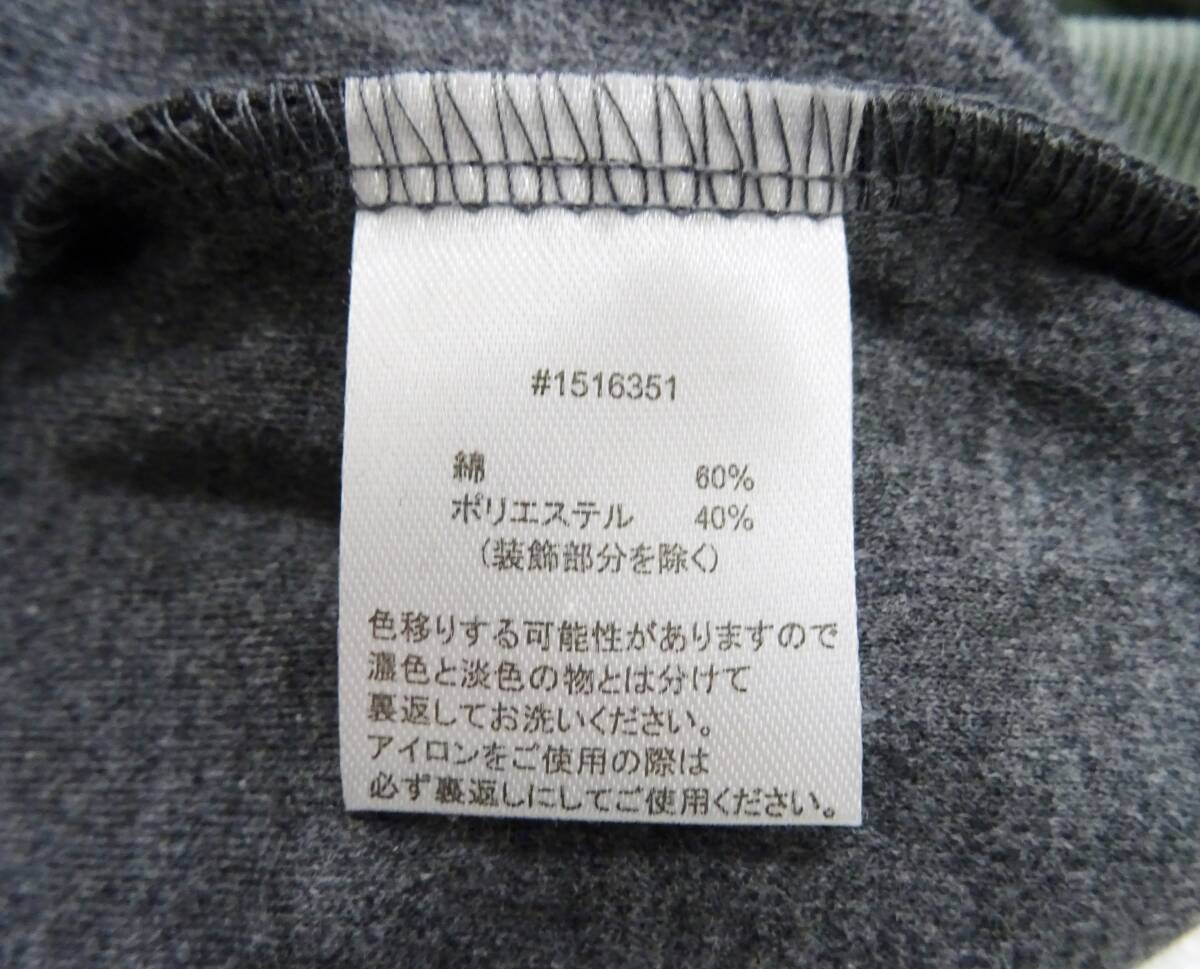 #1516351
綿 60%
ポリエステル 40%
(装飾部分を除く)
色移りする可能性がありますので
濃色と淡色の物とは分けて
裏返してお洗いください。
アイロンをご使用の際は
必ず裏返しにしてご使用ください。